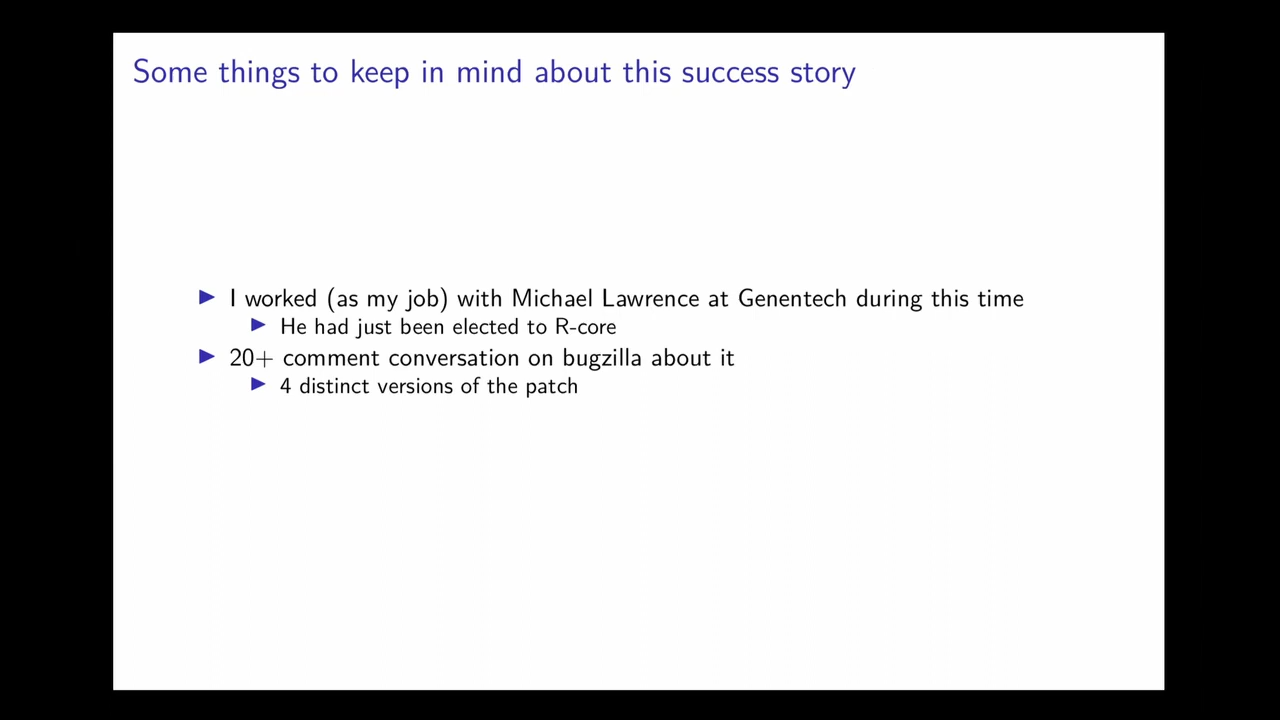 Some things to keep in mind about this success story
I worked (as my job) with Michael Lawrence at Genentech during this time
He had just been elected to R-core
20+ comment conversation on bugzilla about it
4 distinct versions of the patch